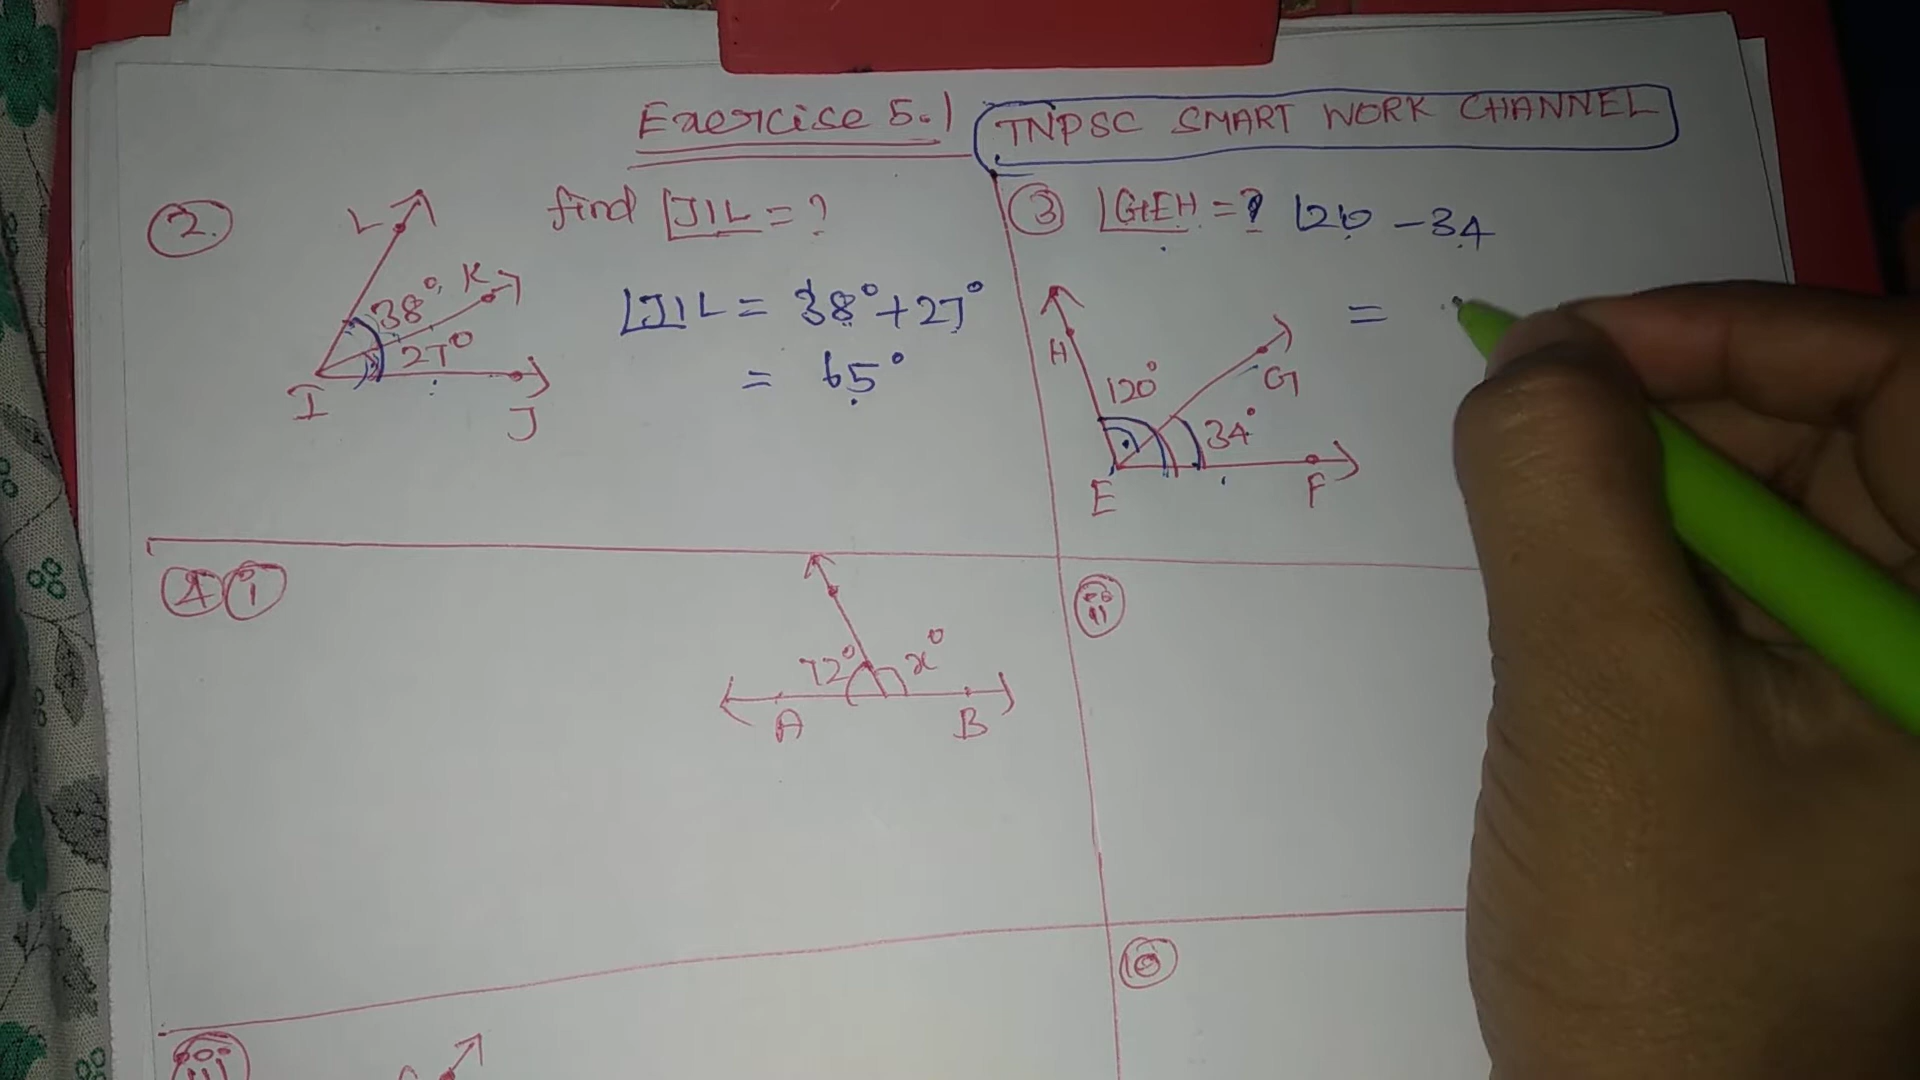 Exercise 5.1
TNPSC SMART WORK CHANNEL
2.
find ∠JIL = ?
L
38°
K
27°
I
J
∠JIL = 38° + 27°
= 65°
3 ∠GEH = ? 120 - 34
=
H
120°
G
34°
E
F
4 i
72° x°
A B
ii
iii